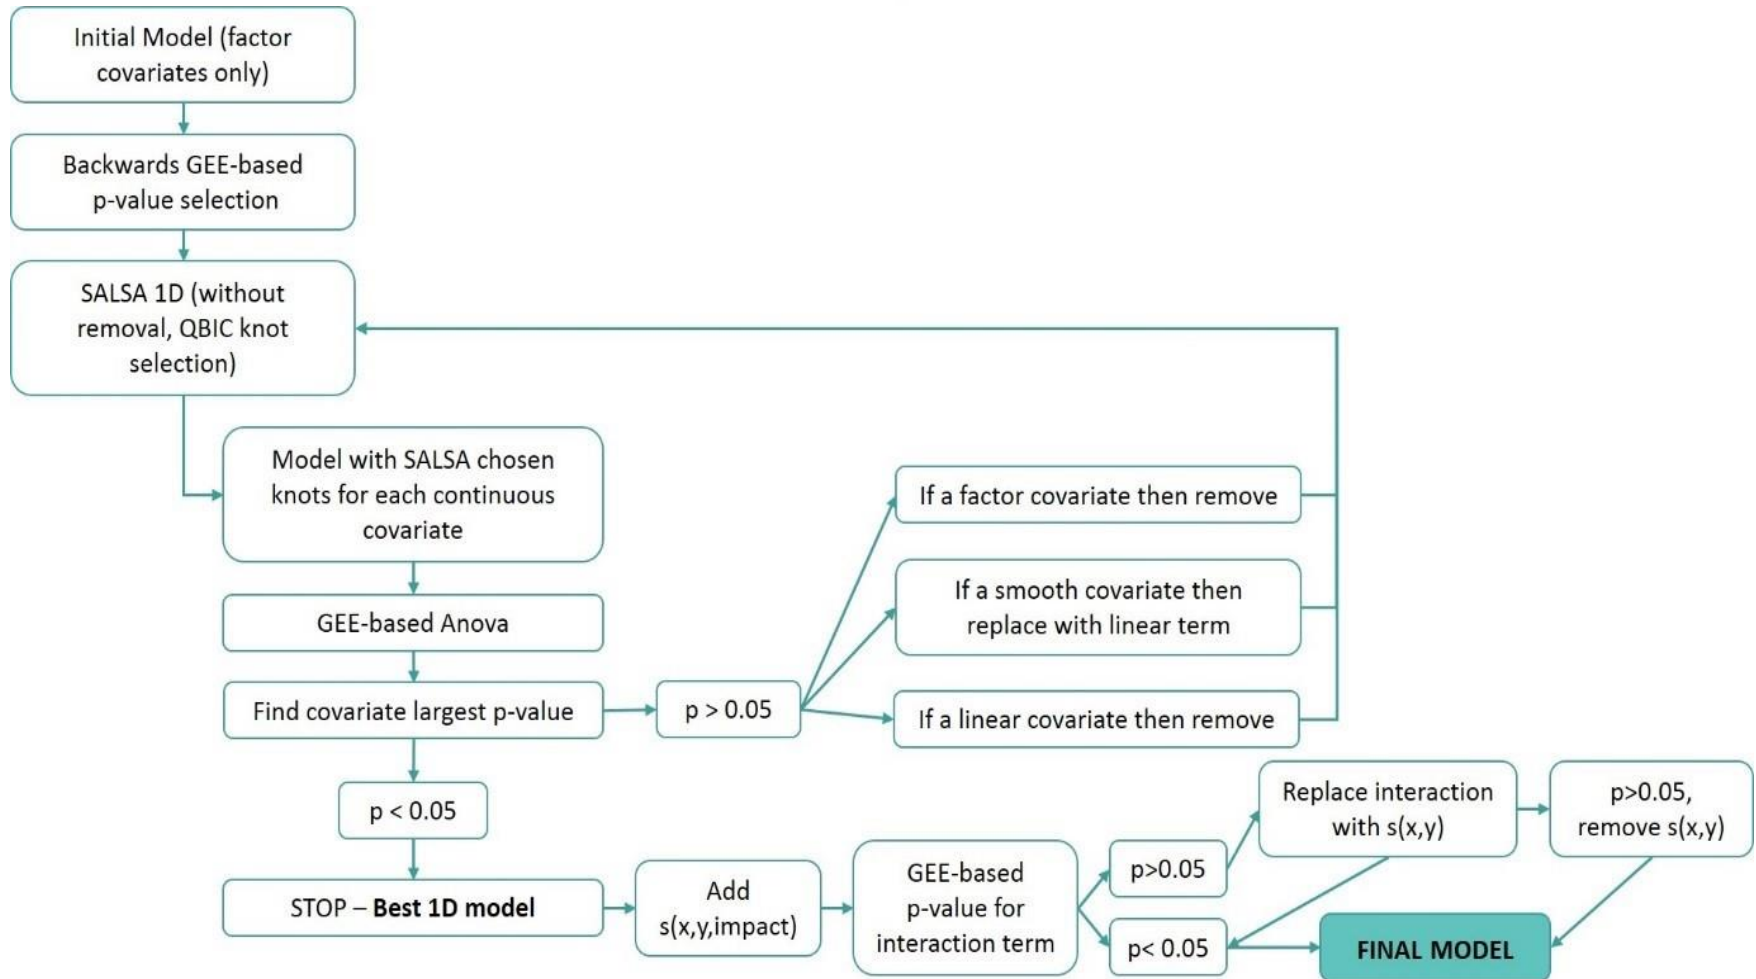 Initial Model (factor
covariates only)
Backwards GEE-based
p-value selection
SALSA 1D (without
removal, QBIC knot
selection)
Model with SALSA chosen
knots for each continuous
covariate
GEE-based Anova
Find covariate largest p-value
p > 0.05
If a factor covariate then remove
If a smooth covariate then
replace with linear term
If a linear covariate then remove
p < 0.05
STOP – Best 1D model
Add
s(x,y,impact)
GEE-based
p-value for
interaction term
p>0.05
p< 0.05
Replace interaction
with s(x,y)
p>0.05,
remove s(x,y)
FINAL MODEL